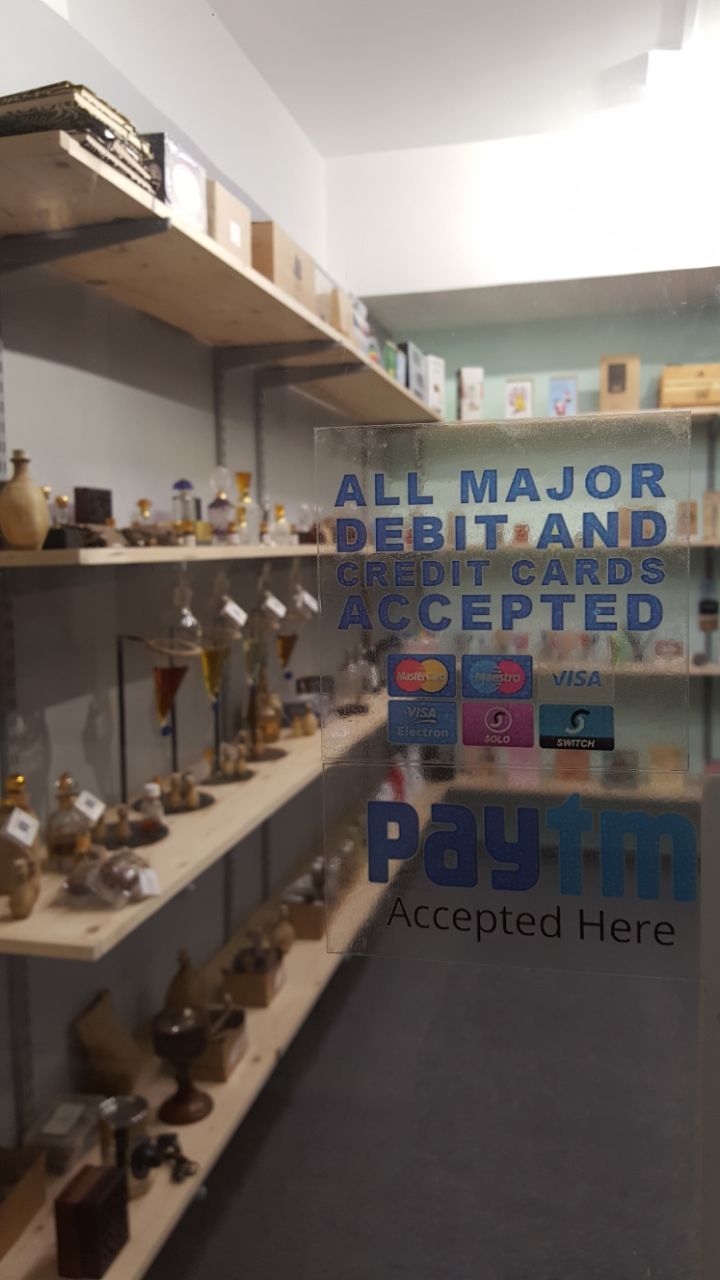 ALL MAJOR
DEBIT AND
CREDIT CARDS
ACCEPTED
MasterCard Maestro VISA
VISA Electron SOLO SWITCH
paytm
Accepted Here